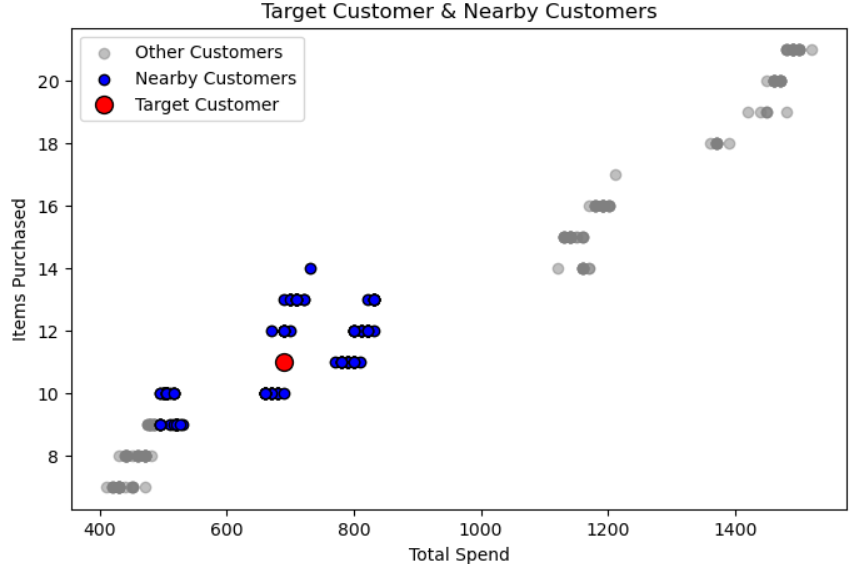 Target Customer & Nearby Customers
Other Customers
Nearby Customers
Target Customer
Items Purchased
20
18
16
14
12
10
8
400
600
800
1000
1200
1400
Total Spend